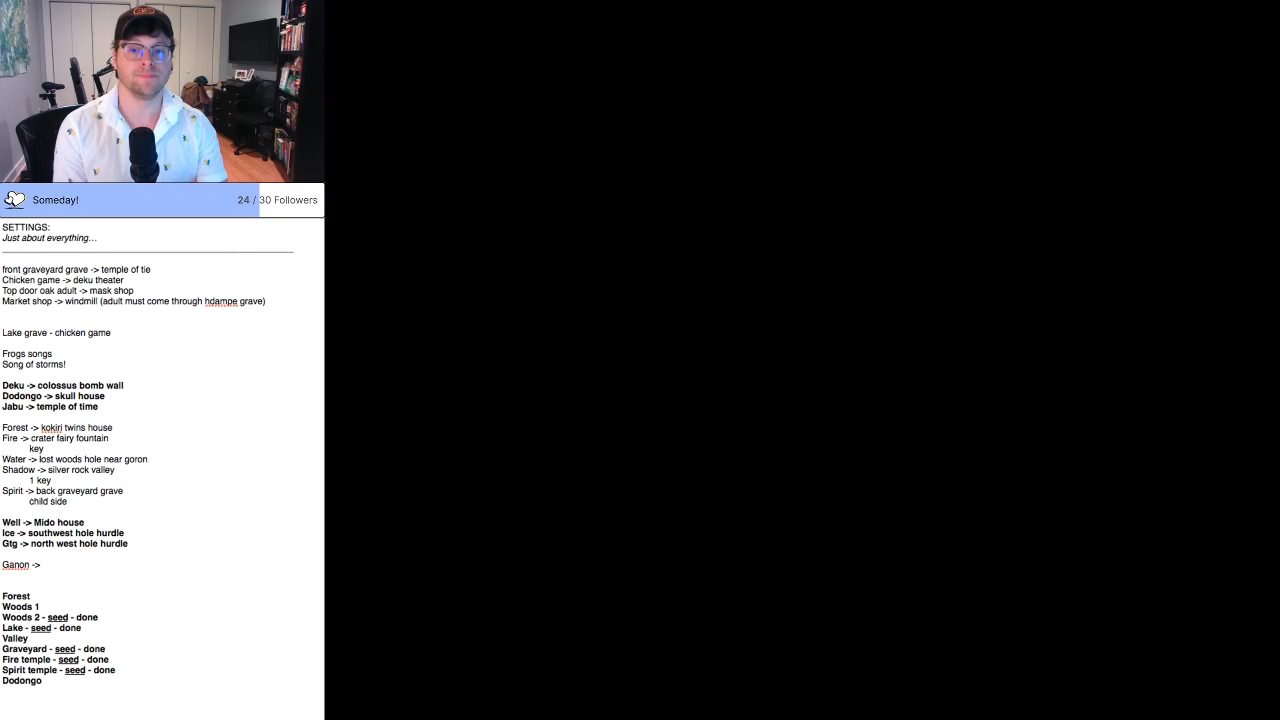 Someday!
24 / 30 Followers
SETTINGS:
Just about everything...
front graveyard grave -> temple of tie
Chicken game -> deku theater
Top door oak adult -> mask shop
Market shop -> windmill (adult must come through hdampe grave)
Lake grave - chicken game
Frogs songs
Song of storms!
Deku -> colossus bomb wall
Dodongo -> skull house
Jabu -> temple of time
Forest -> kokiri twins house
Fire -> crater fairy fountain
key
Water -> lost woods hole near goron
Shadow -> silver rock valley
1 key
Spirit -> back graveyard grave
child side
Well -> Mido house
Ice -> southwest hole hurdle
Gtg -> north west hole hurdle
Ganon ->
Forest
Woods 1
Woods 2 - seed - done
Lake - seed - done
Valley
Graveyard - seed - done
Fire temple - seed - done
Spirit temple - seed - done
Dodongo